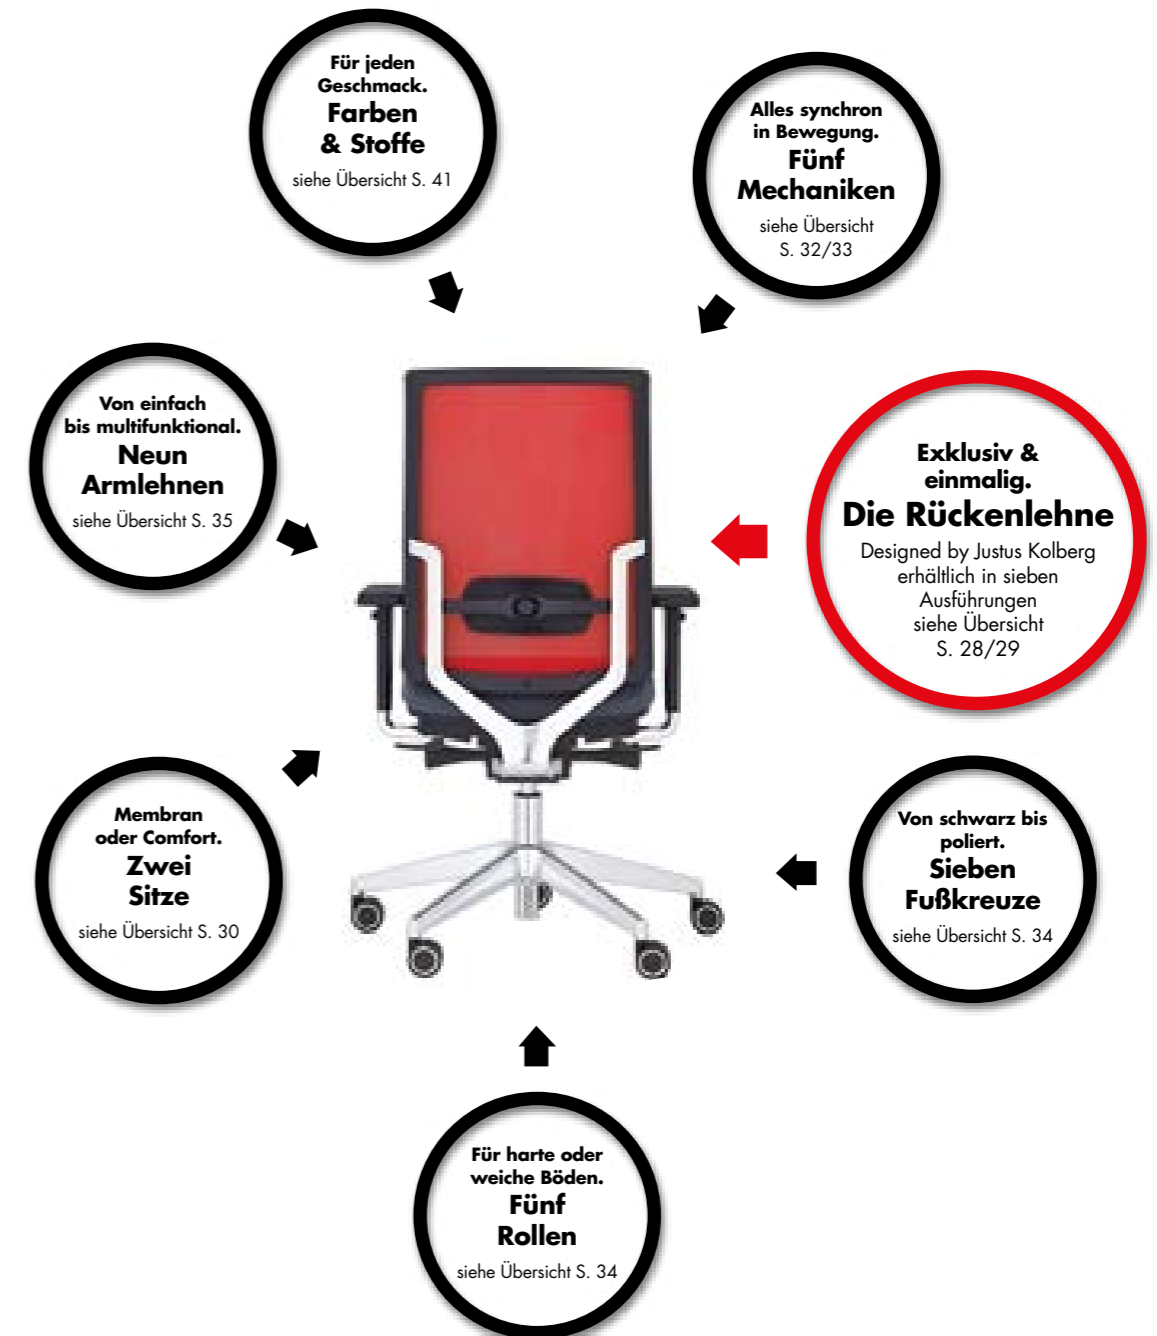 Für jeden
Geschmack.
Farben
& Stoffe
siehe Übersicht S. 41
Alles synchron
in Bewegung.
Fünf
Mechaniken
siehe Übersicht
S. 32/33
Von einfach
bis multifunktional.
Neun
Armlehnen
siehe Übersicht S. 35
Exklusiv &
einmalig.
Die Rückenlehne
Designed by Justus Kolberg
erhältlich in sieben
Ausführungen
siehe Übersicht
S. 28/29
Membran
oder Comfort.
Zwei
Sitze
siehe Übersicht S. 30
Von schwarz bis
poliert.
Sieben
Fußkreuze
siehe Übersicht S. 34
Für harte oder
weiche Böden.
Fünf
Rollen
siehe Übersicht S. 34